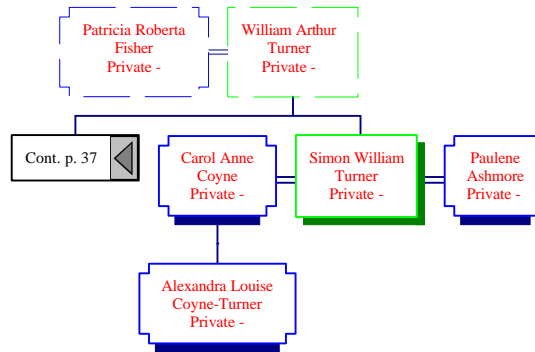 Patricia Roberta
Fisher
Private -
William Arthur
Turner
Private -
Cont. p. 37
Carol Anne
Coyne
Private -
Simon William
Turner
Private -
Paulene
Ashmore
Private -
Alexandra Louise
Coyne-Turner
Private -